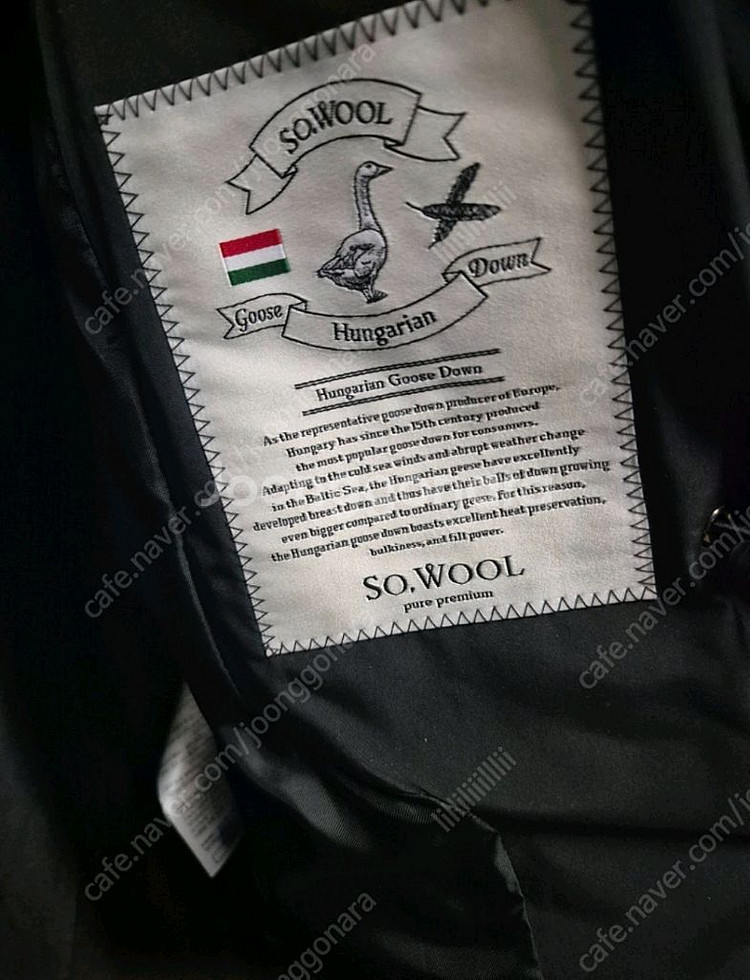 SO.WOOL
Goose
Hungarian
Down
Hungarian Goose Down
As the representative goose down producer of Europe,
Hungary has since the 15th century produced
the most popular goose down for consumers.
Adapting to the cold sea winds and abrupt weather change
in the Baltic Sea, the Hungarian geese have excellently
developed breast down and thus have their balls of down growing
even bigger compared to ordinary geese. For this reason,
the Hungarian goose down boasts excellent heat preservation,
bulkiness, and fill power.
SO.WOOL
pure premium
cafe.naver.com/joonggonara